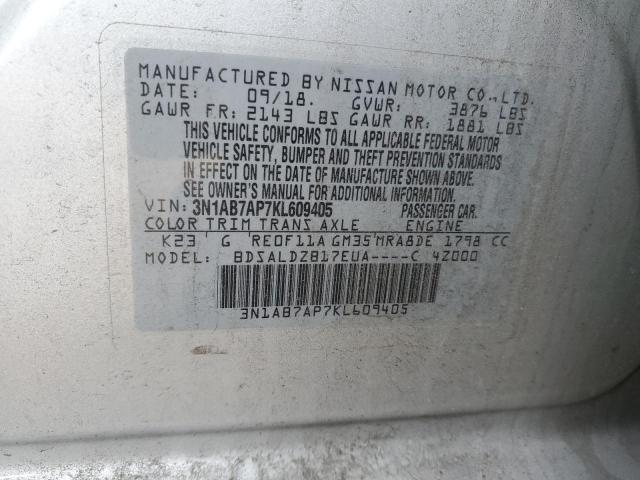 MANUFACTURED BY NISSAN MOTOR CO., LTD.
DATE: 09/18. GVWR: 3876 LBS
GAWR FR: 2143 LBS GAWR RR: 1881 LBS
THIS VEHICLE CONFORMS TO ALL APPLICABLE FEDERAL MOTOR
VEHICLE SAFETY, BUMPER AND THEFT PREVENTION STANDARDS
IN EFFECT ON THE DATE OF MANUFACTURE SHOWN ABOVE.
SEE OWNER'S MANUAL FOR ADDITIONAL INFORMATION.
VIN: 3N1AB7AP7KL609405 PASSENGER CAR.
COLOR TRIM TRANS AXLE ENGINE
K23 G RE0F11A GM35 MRA8DE 1798 CC
MODEL: BDSALDZB17EUA----C 4Z000
3N1AB7AP7KL609405